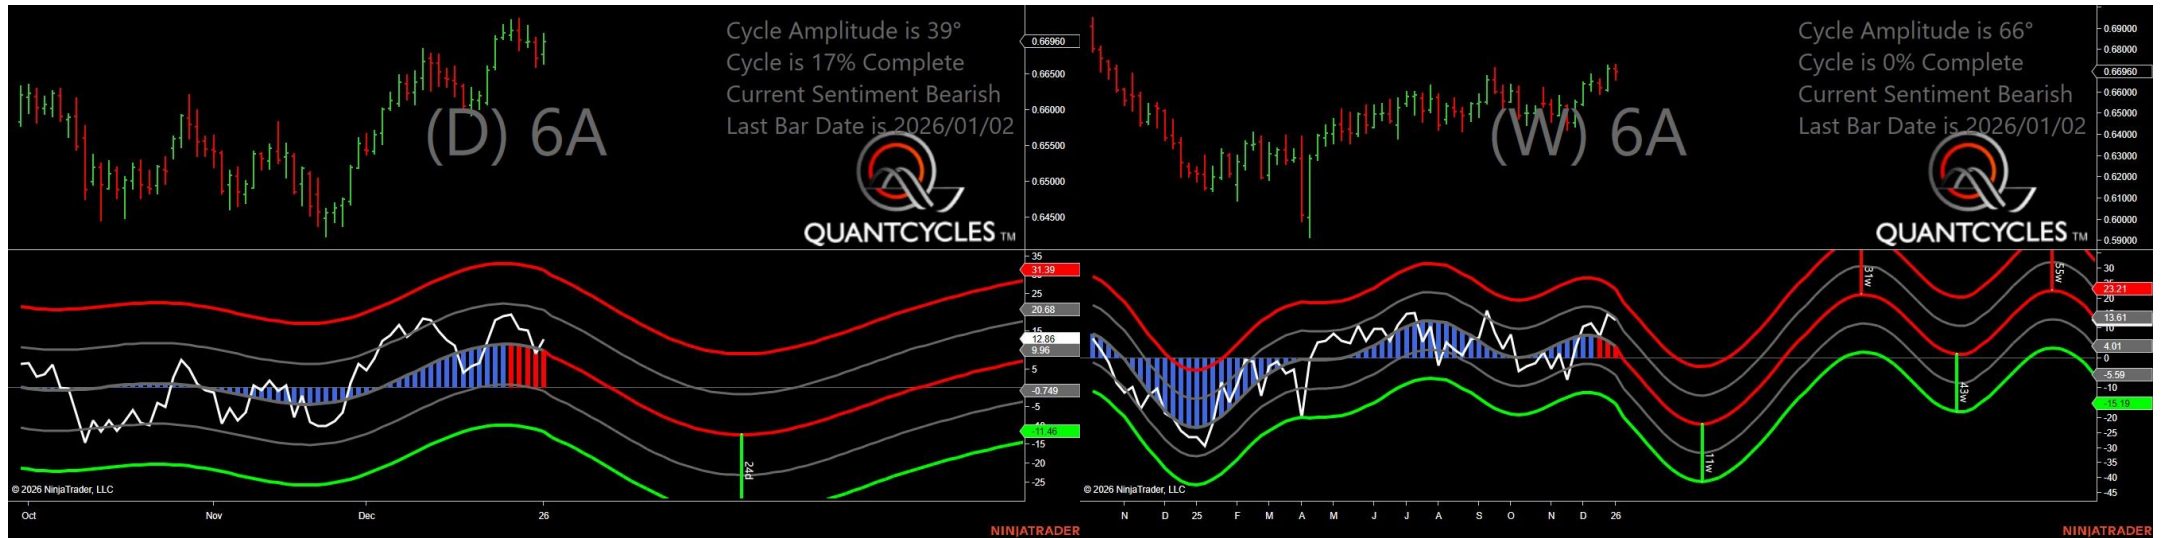 Cycle Amplitude is 39°
Cycle is 17% Complete
Current Sentiment Bearish
Last Bar Date is 2026/01/02
(D) 6A
QUANTCYCLES TM
0.66960
0.66500
0.66000
0.65500
0.65000
0.64500
35
31.39
25
20.68
15
12.86
9.96
5
-0.749
-5
-11.46
-15
-20
-25
24d
© 2026 NinjaTrader, LLC
Oct Nov Dec 26
NINJATRADER
Cycle Amplitude is 66°
Cycle is 0% Complete
Current Sentiment Bearish
Last Bar Date is 2026/01/02
(W) 6A
QUANTCYCLES TM
0.69000
0.68000
0.66960
0.66000
0.65000
0.64000
0.63000
0.62000
0.61000
0.60000
0.59000
31w
55w
30
23.21
20
13.61
10
4.01
0
-5.59
-10
-15.19
-20
-25
-30
-35
-40
-45
11w
43w
© 2026 NinjaTrader, LLC
N D 25 F M A M J J A S O N D 26
NINJATRADER